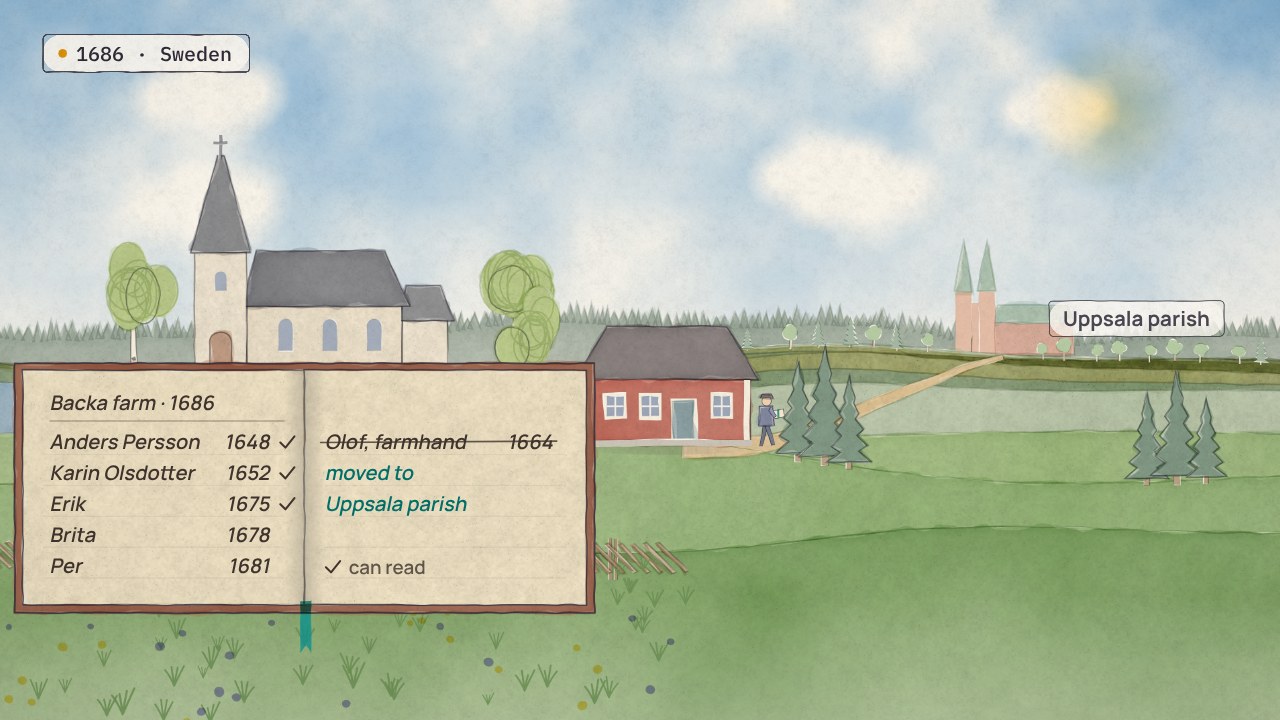 1686 · Sweden
Uppsala parish
Backa farm · 1686
Anders Persson 1648 ✓
Karin Olsdotter 1652 ✓
Erik 1675 ✓
Brita 1678
Per 1681
Olof, farmhand 1664
moved to
Uppsala parish
✓ can read